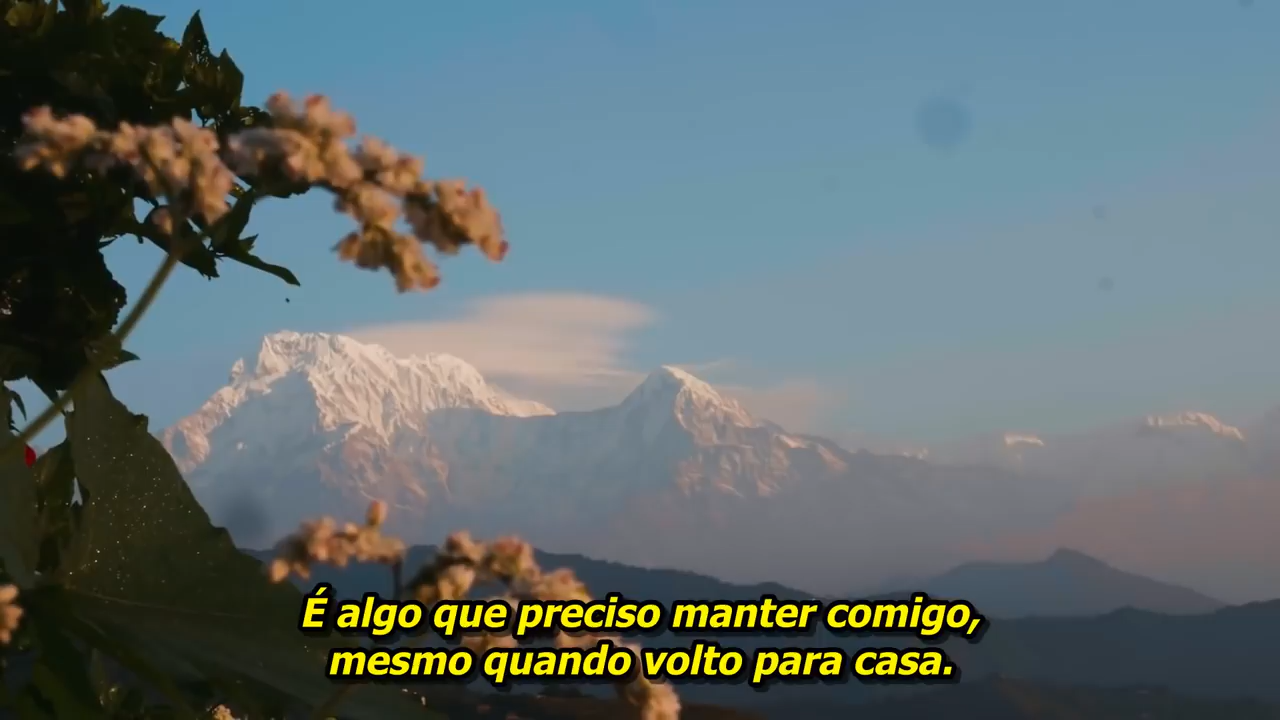 É algo que preciso manter comigo,
mesmo quando volto para casa.